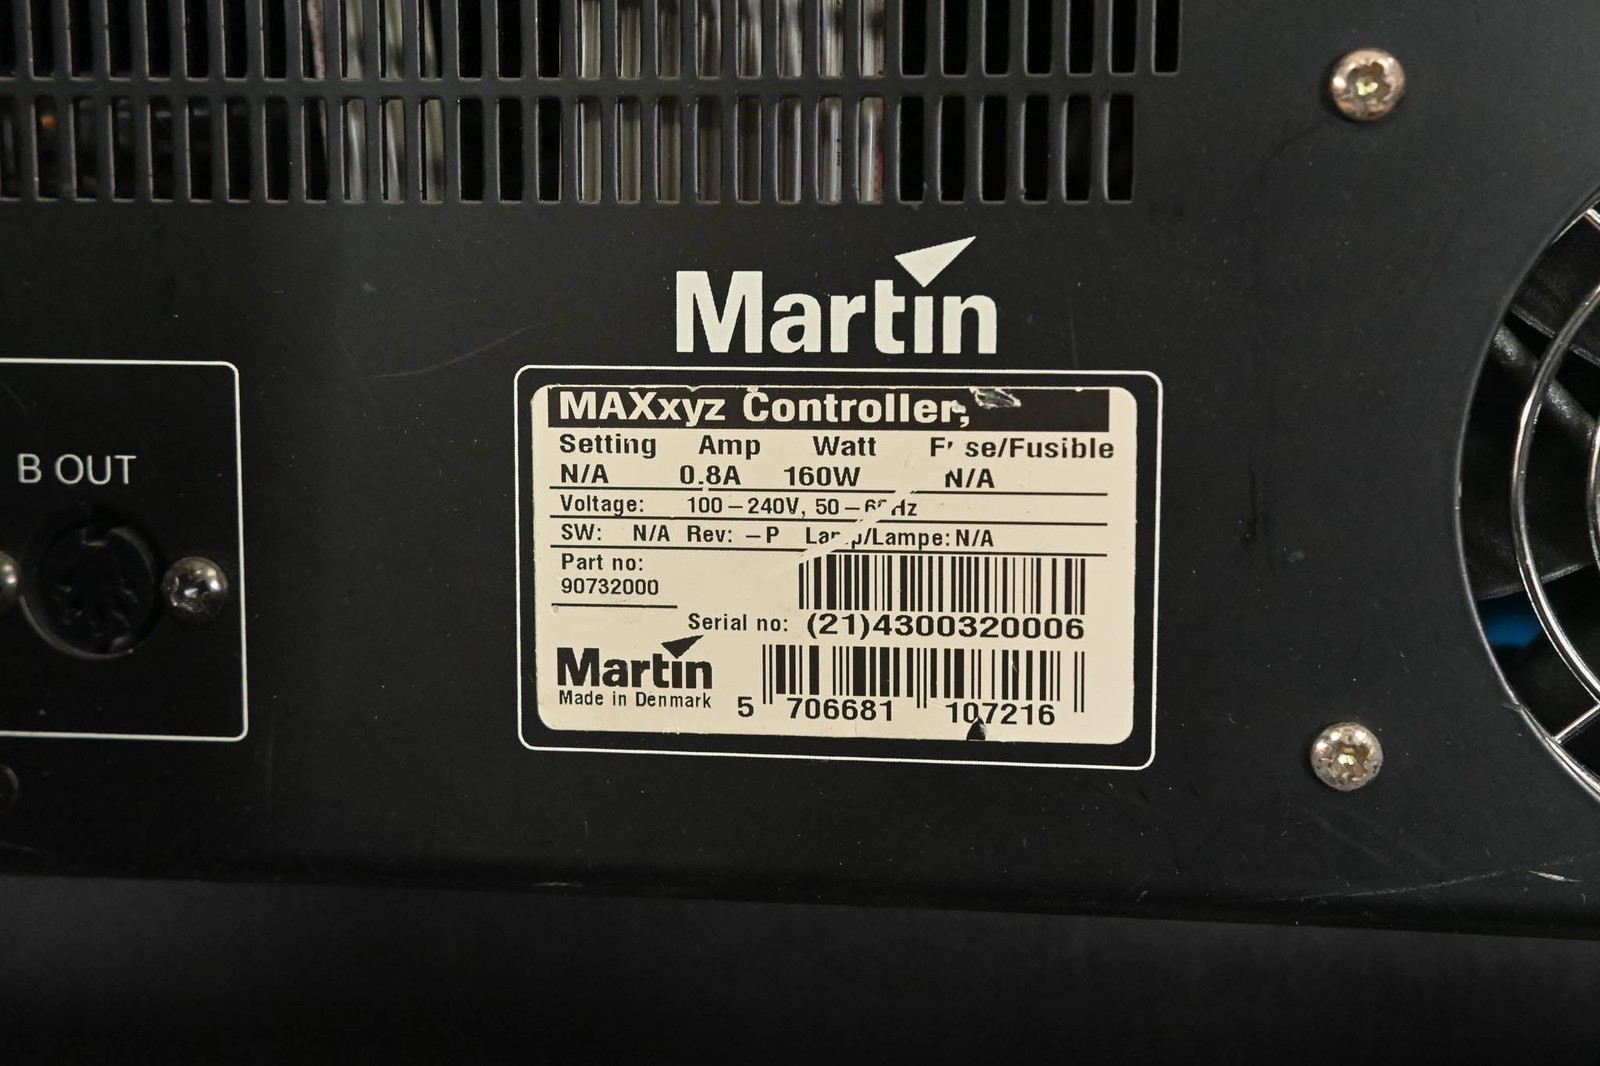 Martin
MAXxyz Controller,
Setting Amp Watt
N/A 0.8A 160W N/A
Voltage: 100-240V, 50-
SW: N/A Rev: -P N/A
Part no:
90732000
Serial no: (21)4300320006
Martin
Made in Denmark
5 706681 107216
B OUT